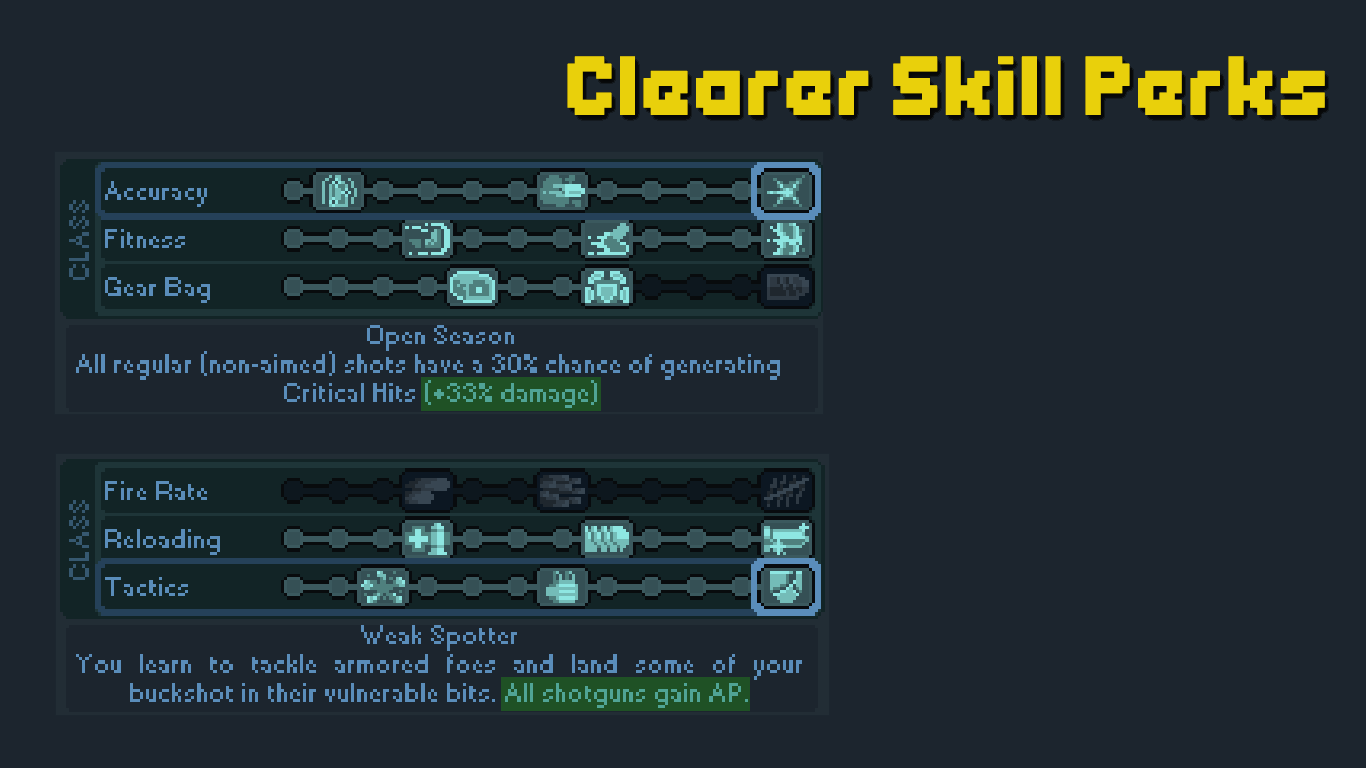 Clearer Skill Perks
CLASS
Accuracy
Fitness
Gear Bag
Open Season
All regular (non-aimed) shots have a 30% chance of generating
Critical Hits (+33% damage)
CLASS
Fire Rate
Reloading
Tactics
Weak Spotter
You learn to tackle armored foes and land some of your
buckshot in their vulnerable bits. All shotguns gain AP.